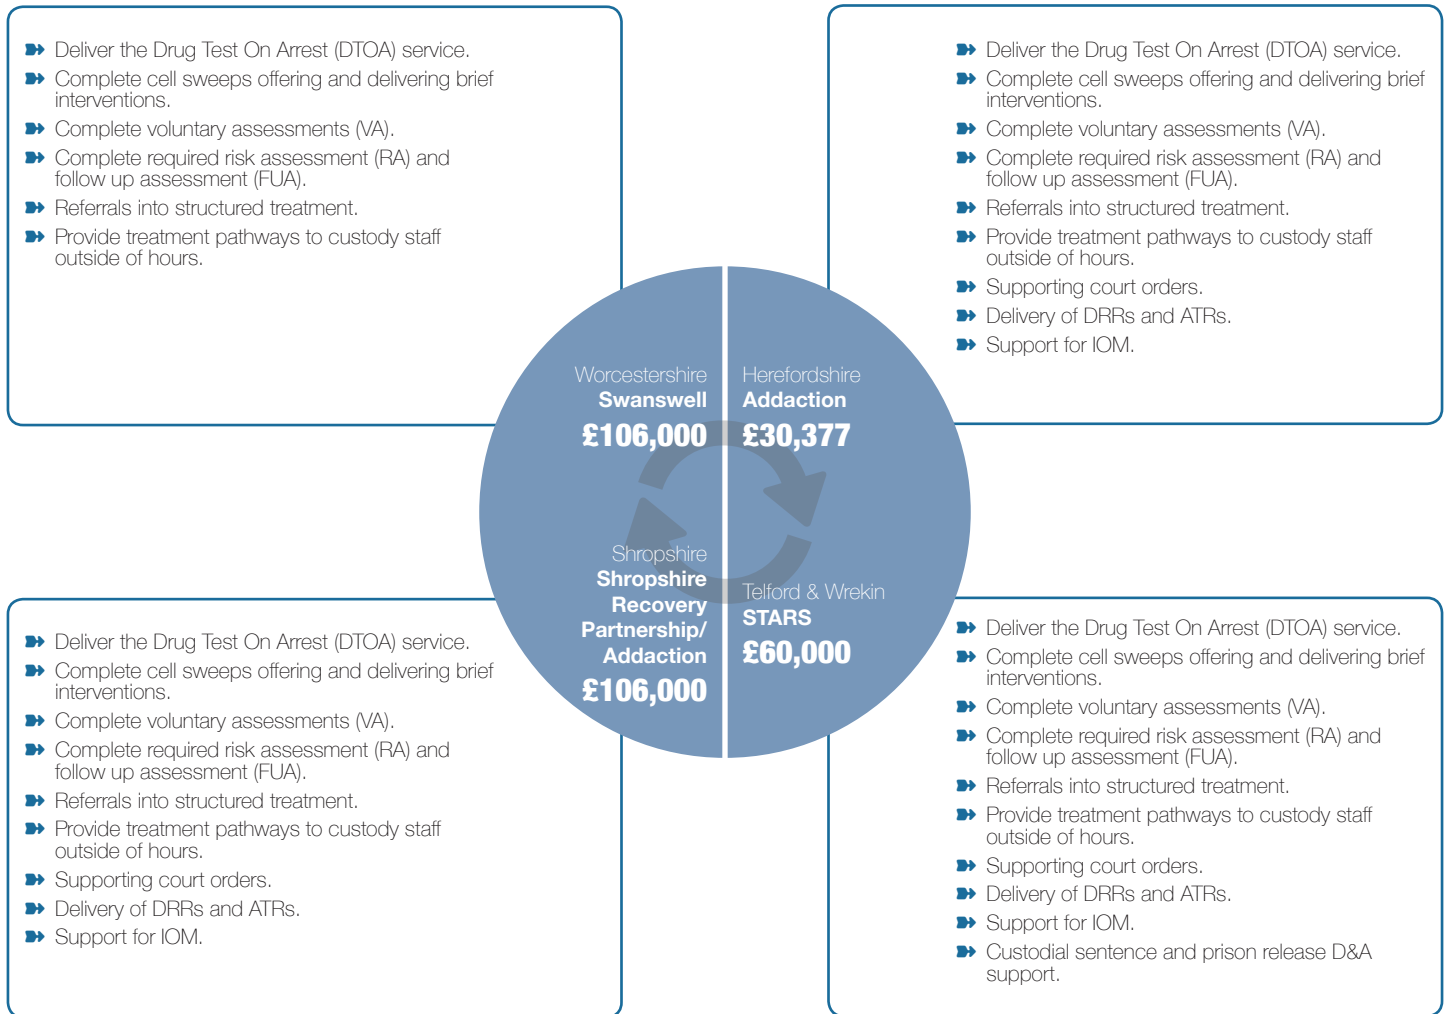 Deliver the Drug Test On Arrest (DTOA) service.
Complete cell sweeps offering and delivering brief
interventions.
Complete voluntary assessments (VA).
Complete required risk assessment (RA) and
follow up assessment (FUA).
Referrals into structured treatment.
Provide treatment pathways to custody staff
outside of hours.
Deliver the Drug Test On Arrest (DTOA) service.
Complete cell sweeps offering and delivering brief
interventions.
Complete voluntary assessments (VA).
Complete required risk assessment (RA) and
follow up assessment (FUA).
Referrals into structured treatment.
Provide treatment pathways to custody staff
outside of hours.
Supporting court orders.
Delivery of DRRs and ATRs.
Support for IOM.
Worcestershire
Swanswell
£106,000
Herefordshire
Addaction
£30,377
Shropshire
Shropshire
Recovery
Partnership/
Addaction
£106,000
Telford & Wrekin
STARS
£60,000
Deliver the Drug Test On Arrest (DTOA) service.
Complete cell sweeps offering and delivering brief
interventions.
Complete voluntary assessments (VA).
Complete required risk assessment (RA) and
follow up assessment (FUA).
Referrals into structured treatment.
Provide treatment pathways to custody staff
outside of hours.
Supporting court orders.
Delivery of DRRs and ATRs.
Support for IOM.
Deliver the Drug Test On Arrest (DTOA) service.
Complete cell sweeps offering and delivering brief
interventions.
Complete voluntary assessments (VA).
Complete required risk assessment (RA) and
follow up assessment (FUA).
Referrals into structured treatment.
Provide treatment pathways to custody staff
outside of hours.
Supporting court orders.
Delivery of DRRs and ATRs.
Support for IOM.
Custodial sentence and prison release D&A
support.